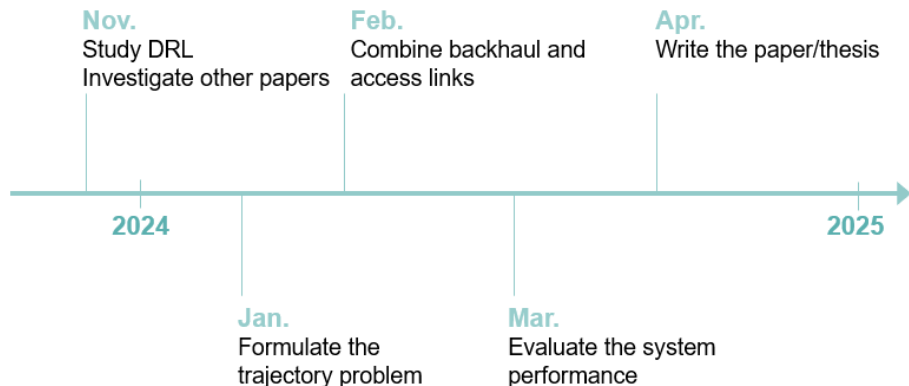 Nov.
Study DRL
Investigate other papers
Feb.
Combine backhaul and
access links
Apr.
Write the paper/thesis
2024
2025
Jan.
Formulate the
trajectory problem
Mar.
Evaluate the system
performance